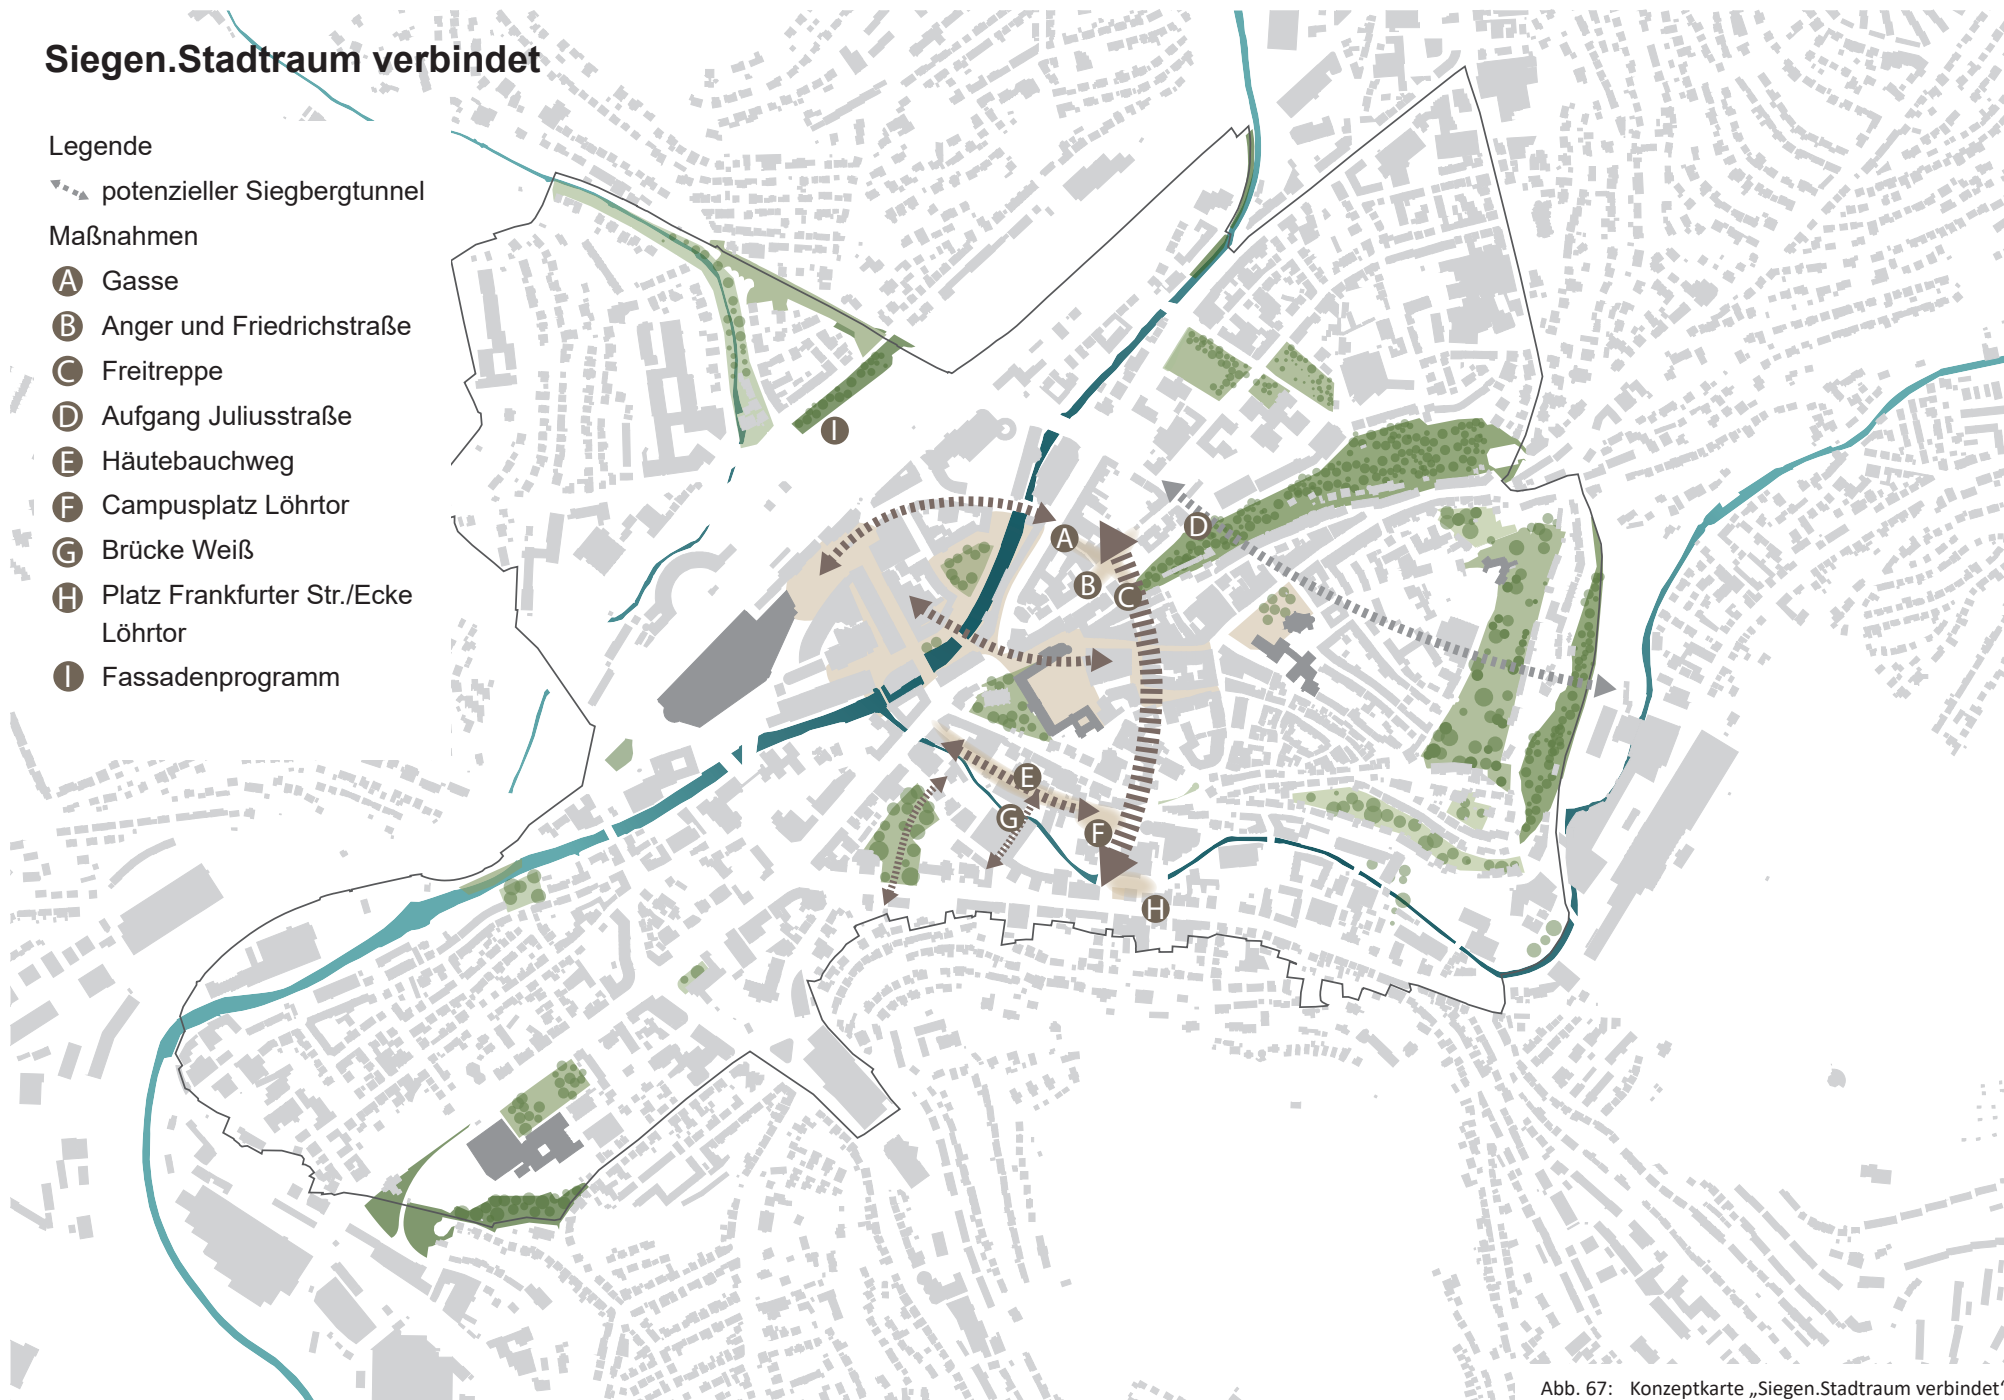 Siegen.Stadtraum verbindet
Legende
potenzieller Siegbergtunnel
Maßnahmen
A Gasse
B Anger und Friedrichstraße
C Freitreppe
D Aufgang Juliusstraße
E Häutebauchweg
F Campusplatz Löhrtor
G Brücke Weiß
H Platz Frankfurter Str./Ecke
Löhrtor
I Fassadenprogramm
I
A
D
B
C
E
G
F
H
Abb. 67: Konzeptkarte „Siegen.Stadtraum verbindet“